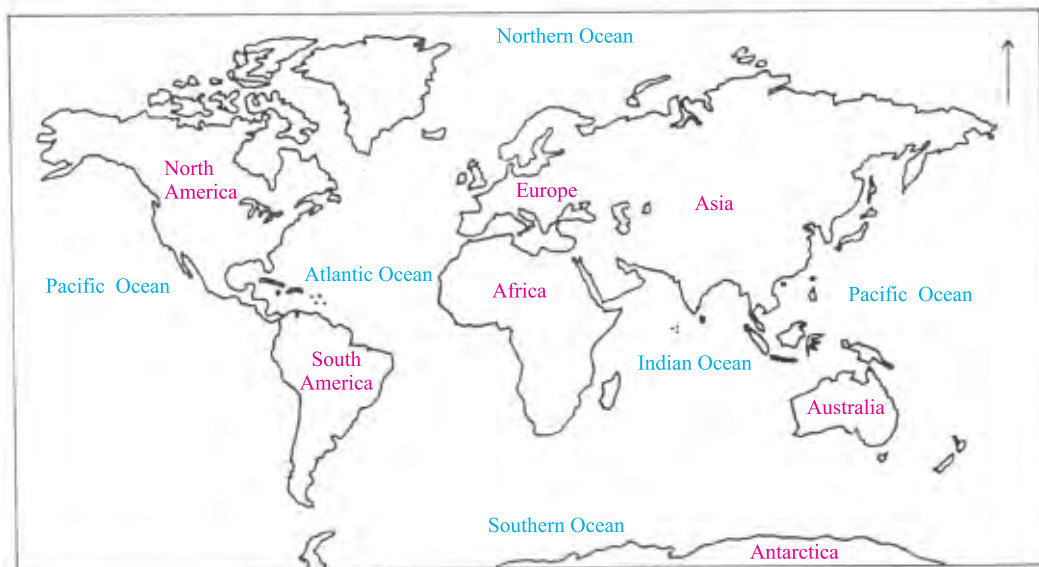 Northern Ocean
North
America
Europe
Asia
Pacific Ocean
Atlantic Ocean
Africa
Pacific Ocean
South
America
Indian Ocean
Australia
Southern Ocean
Antarctica